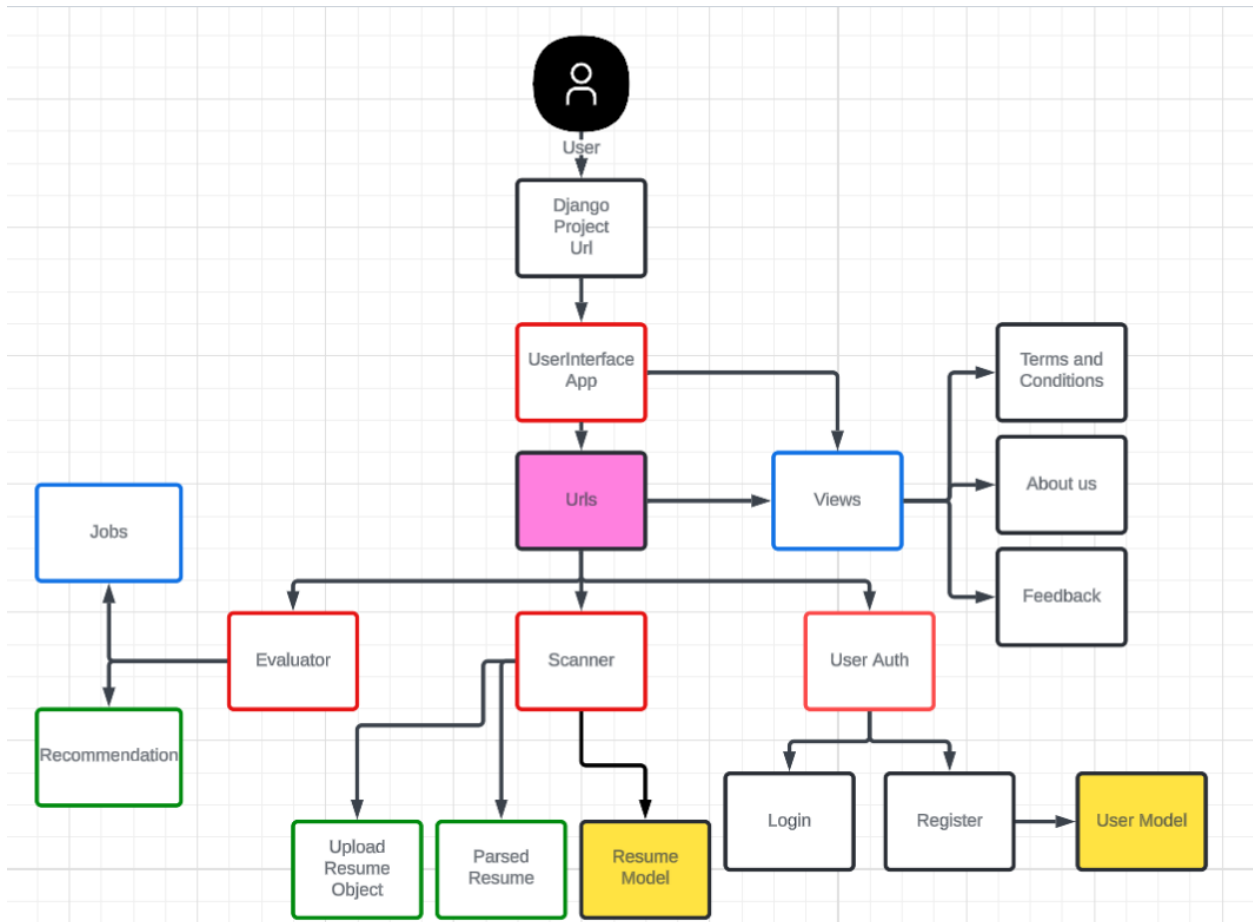 User
Django
Project
Url
UserInterface
App
Terms and
Conditions
Urls
Views
About us
Jobs
Feedback
Evaluator
Scanner
User Auth
Recommendation
Login
Register
User Model
Upload
Resume
Object
Parsed
Resume
Resume
Model